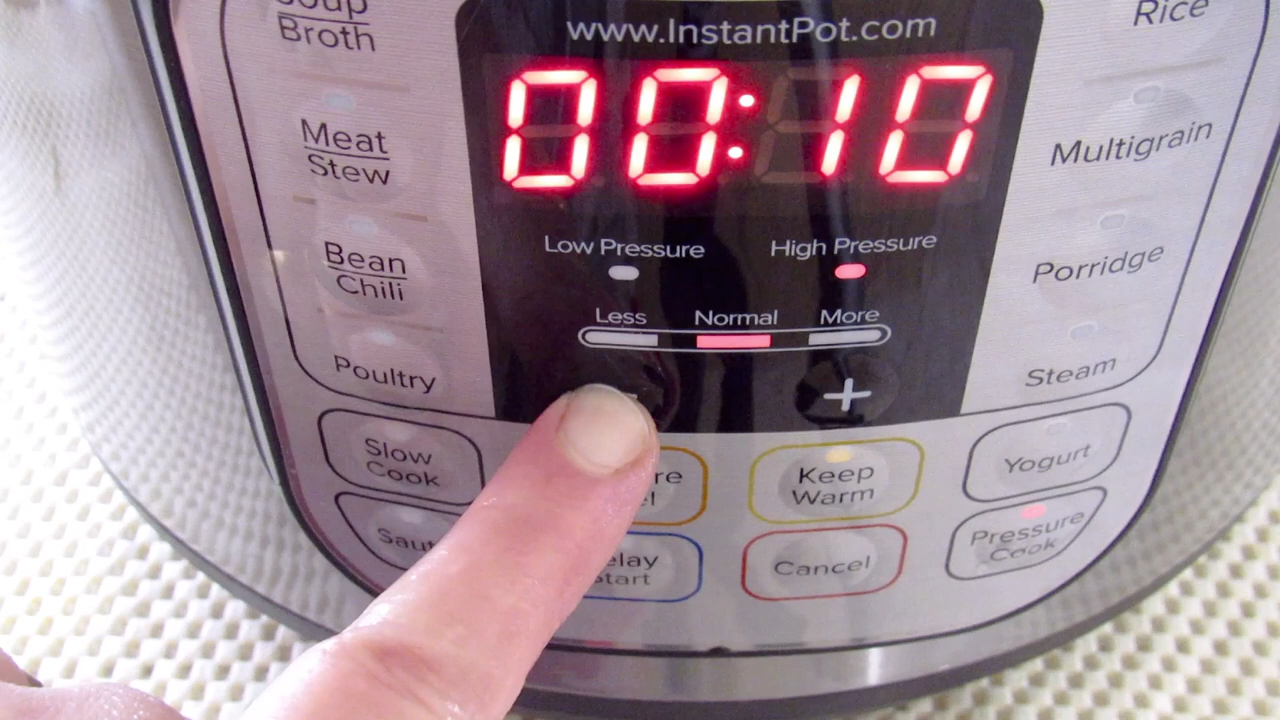 Soup
Broth
Meat
Stew
Bean
Chili
Poultry
www.InstantPot.com
00:10
Low Pressure
High Pressure
Less
Normal
More
+
Rice
Multigrain
Porridge
Steam
Slow
Cook
Keep
Warm
Cancel
Yogurt
Pressure
Cook